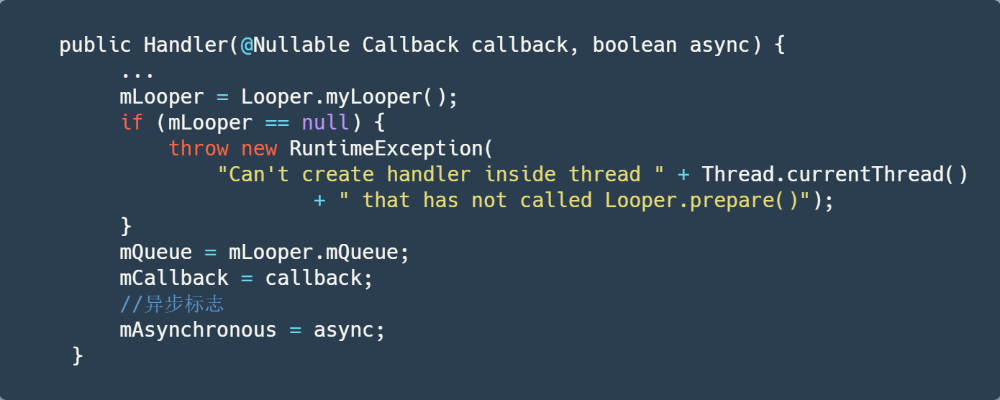 public Handler(@Nullable Callback callback, boolean async) {
...
mLooper = Looper.myLooper();
if (mLooper == null) {
throw new RuntimeException(
"Can't create handler inside thread " + Thread.currentThread()
+ " that has not called Looper.prepare()");
}
mQueue = mLooper.mQueue;
mCallback = callback;
//异步标志
mAsynchronous = async;
}